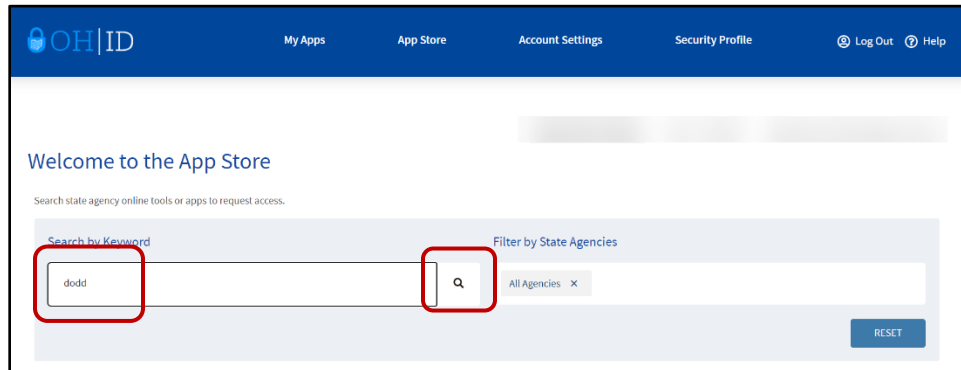 OH|ID
My Apps
App Store
Account Settings
Security Profile
Log Out
Help
Welcome to the App Store
Search state agency online tools or apps to request access.
Search by Keyword
Filter by State Agencies
dodd
All Agencies ×
RESET